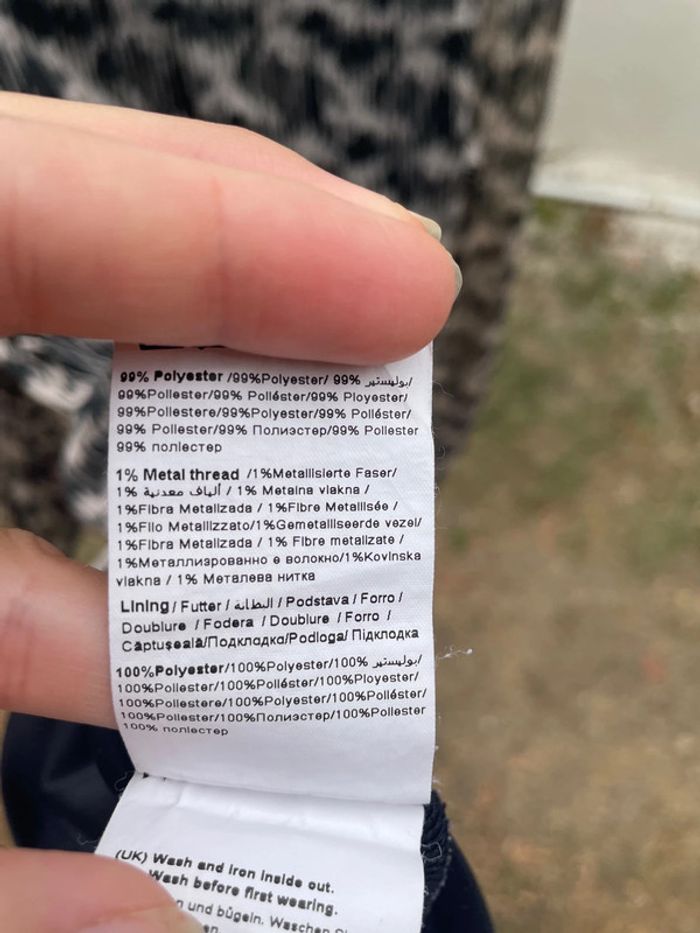 99% Polyester /99%Polyester/ 99% بوليستير/
99%Poliester/99% Poliéster/99% Ployester/
99%Poliestere/99%Polyester/99% Poliéster/
99% Poliester/99% Полиэстер/99% Poliester
99% поліестер
1% Metal thread /1%Metallisierte Faser/
1% ألياف معدنية / 1% Metalna vlakna /
1%Fibra Metalizada / 1%Fibre Metallisée /
1%Filo Metallizzato/1%Gemetalliseerde vezel/
1%Fibra Metalizada / 1% Fibre metalizate /
1%Металлизированно е волокно/1%Kovinska
vlakna / 1% Металева нитка
Lining / Futter / البطانة / Podstava / Forro /
Doublure / Fodera / Doublure / Forro /
Căptuşeală/Подкладка/Podloga/ Підкладка
100%Polyester/100%Polyester/100% بوليستير/
100%Poliester/100%Poliéster/100%Ployester/
100%Poliestere/100%Polyester/100%Poliéster/
100%Poliester/100%Полиэстер/100%Poliester
100% поліестер
(UK) Wash and iron inside out.
Wash before first wearing.
und bügeln. Waschen